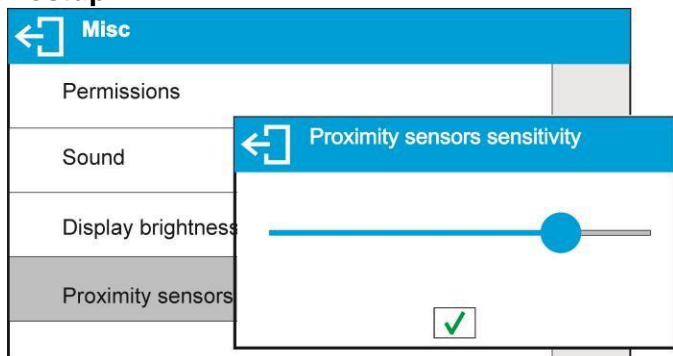 Misc
Permissions
Sound
Display brightness
Proximity sensors
Proximity sensors sensitivity